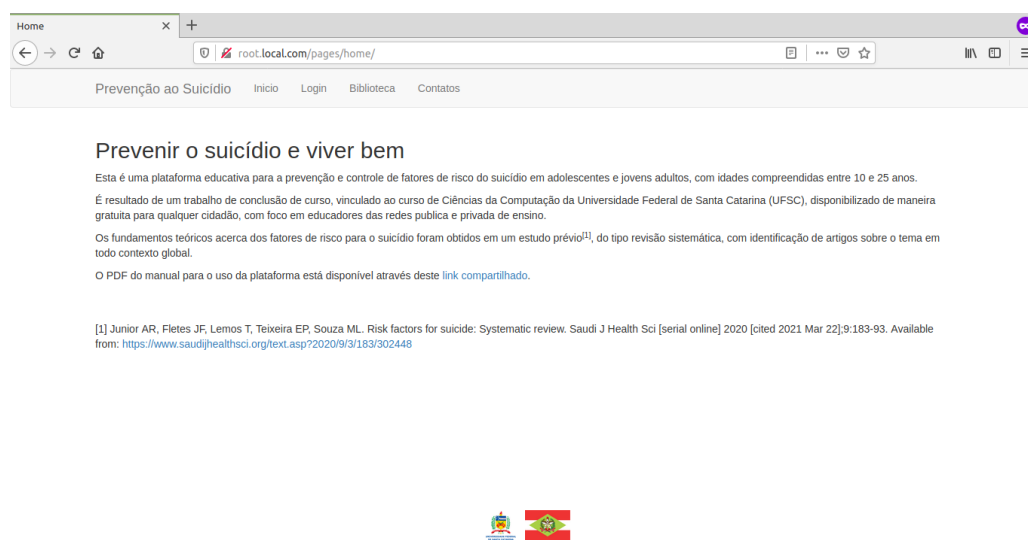 Home
root.local.com/pages/home/
Prevenção ao Suicídio Inicio Login Biblioteca Contatos
Prevenir o suicídio e viver bem
Esta é uma plataforma educativa para a prevenção e controle de fatores de risco do suicídio em adolescentes e jovens adultos, com idades compreendidas entre 10 e 25 anos.
É resultado de um trabalho de conclusão de curso, vinculado ao curso de Ciências da Computação da Universidade Federal de Santa Catarina (UFSC), disponibilizado de maneira
gratuita para qualquer cidadão, com foco em educadores das redes publica e privada de ensino.
Os fundamentos teóricos acerca dos fatores de risco para o suicídio foram obtidos em um estudo prévio[1], do tipo revisão sistemática, com identificação de artigos sobre o tema em
todo contexto global.
O PDF do manual para o uso da plataforma está disponível através deste link compartilhado.
[1] Junior AR, Fletes JF, Lemos T, Teixeira EP, Souza ML. Risk factors for suicide: Systematic review. Saudi J Health Sci [serial online] 2020 [cited 2021 Mar 22];9:183-93. Available
from: https://www.saudijhealthsci.org/text.asp?2020/9/3/183/302448